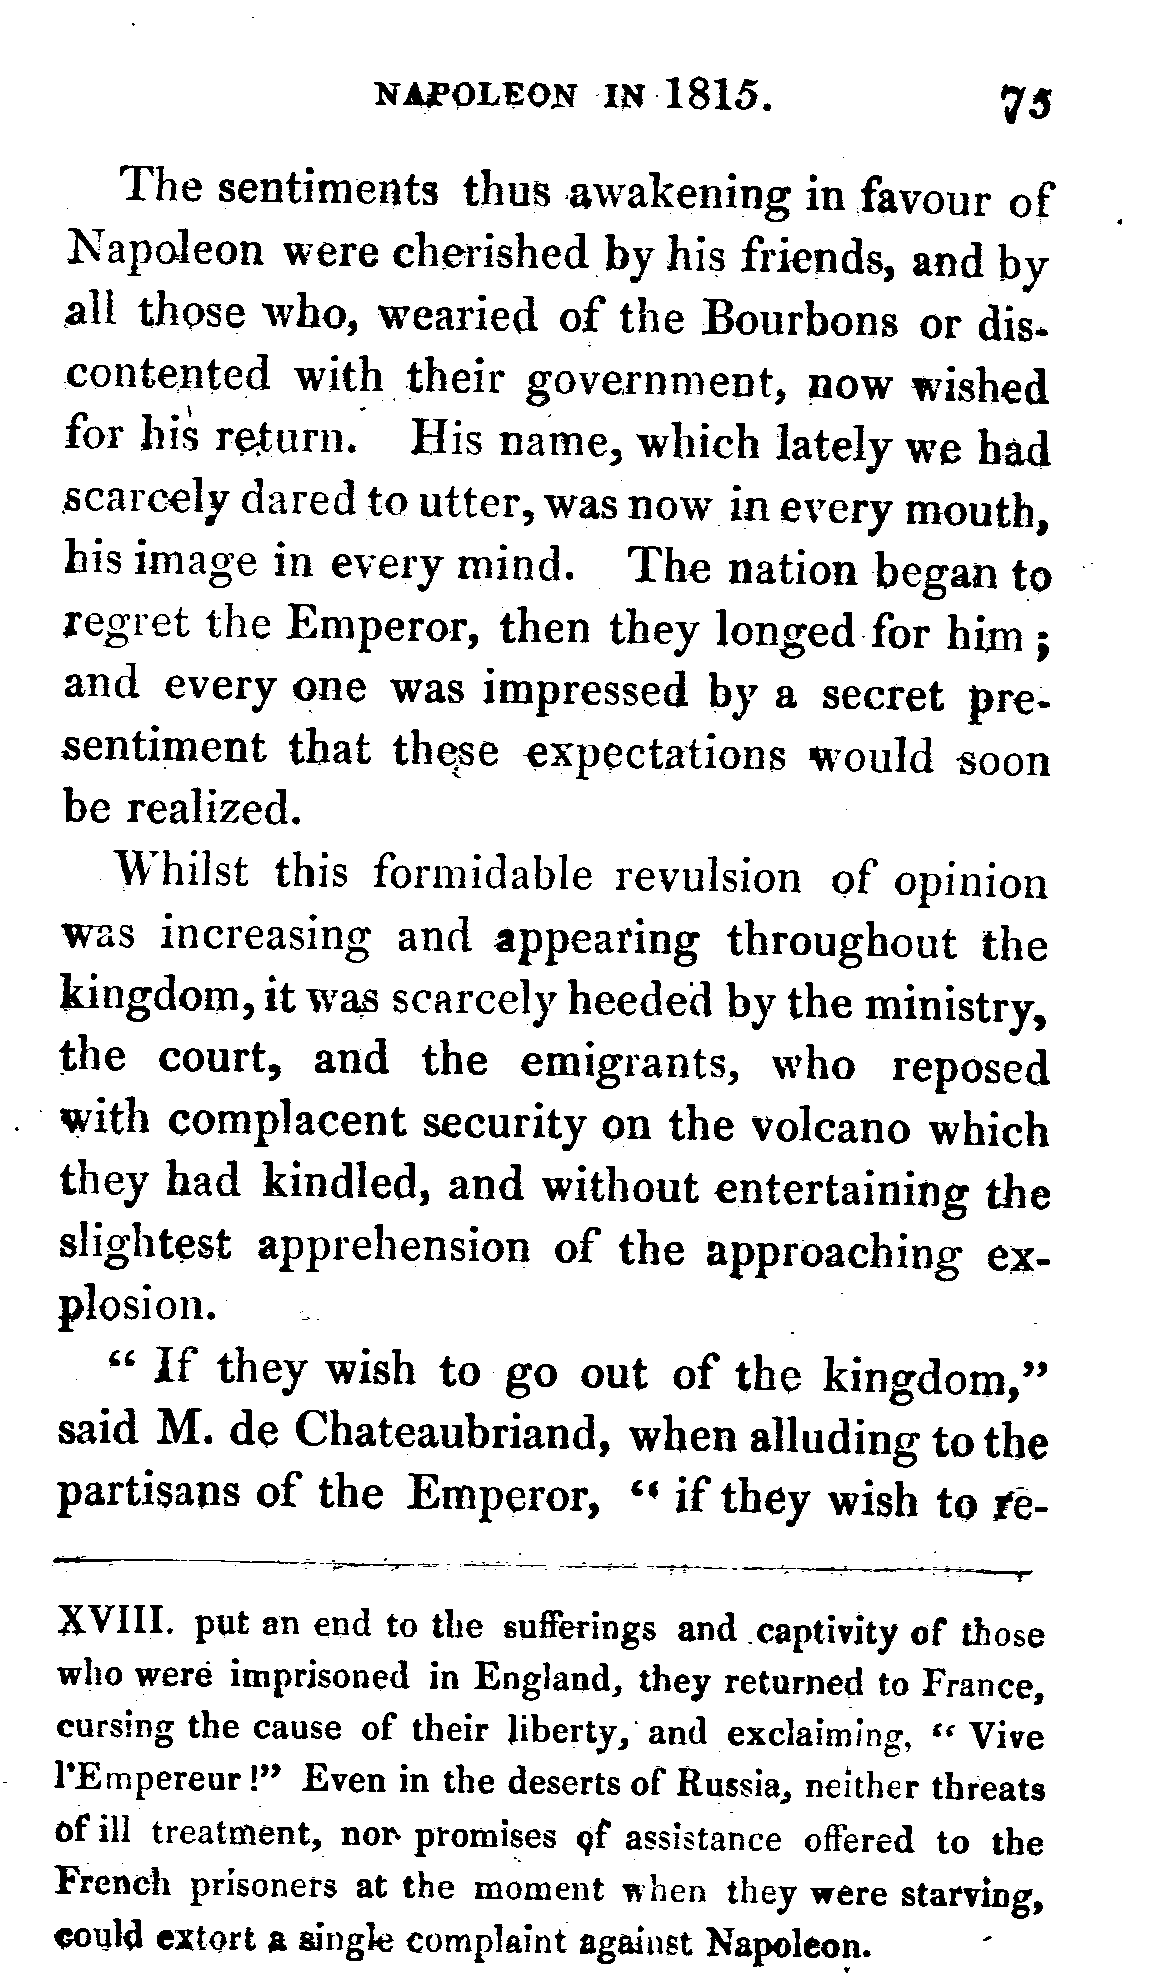 NAPOLEON IN 1815. 75
The sentiments thus awakening in favour of
Napoleon were cherished by his friends, and by
all those who, wearied of the Bourbons or dis-
contented with their government, now wished
for his return. His name, which lately we had
scarcely dared to utter, was now in every mouth,
his image in every mind. The nation began to
regret the Emperor, then they longed for him ;
and every one was impressed by a secret pre-
sentiment that these expectations would soon
be realized.
Whilst this formidable revulsion of opinion
was increasing and appearing throughout the
kingdom, it was scarcely heeded by the ministry,
the court, and the emigrants, who reposed
with complacent security on the volcano which
they had kindled, and without entertaining the
slightest apprehension of the approaching ex-
plosion.
“ If they wish to go out of the kingdom,”
said M. de Chateaubriand, when alluding to the
partisans of the Emperor, “ if they wish to re-
XVIII. put an end to the sufferings and captivity of those
who were imprisoned in England, they returned to France,
cursing the cause of their liberty, and exclaiming, “ Vive
l'Empereur !” Even in the deserts of Russia, neither threats
of ill treatment, nor promises of assistance offered to the
French prisoners at the moment when they were starving,
could extort a single complaint against Napoleon.